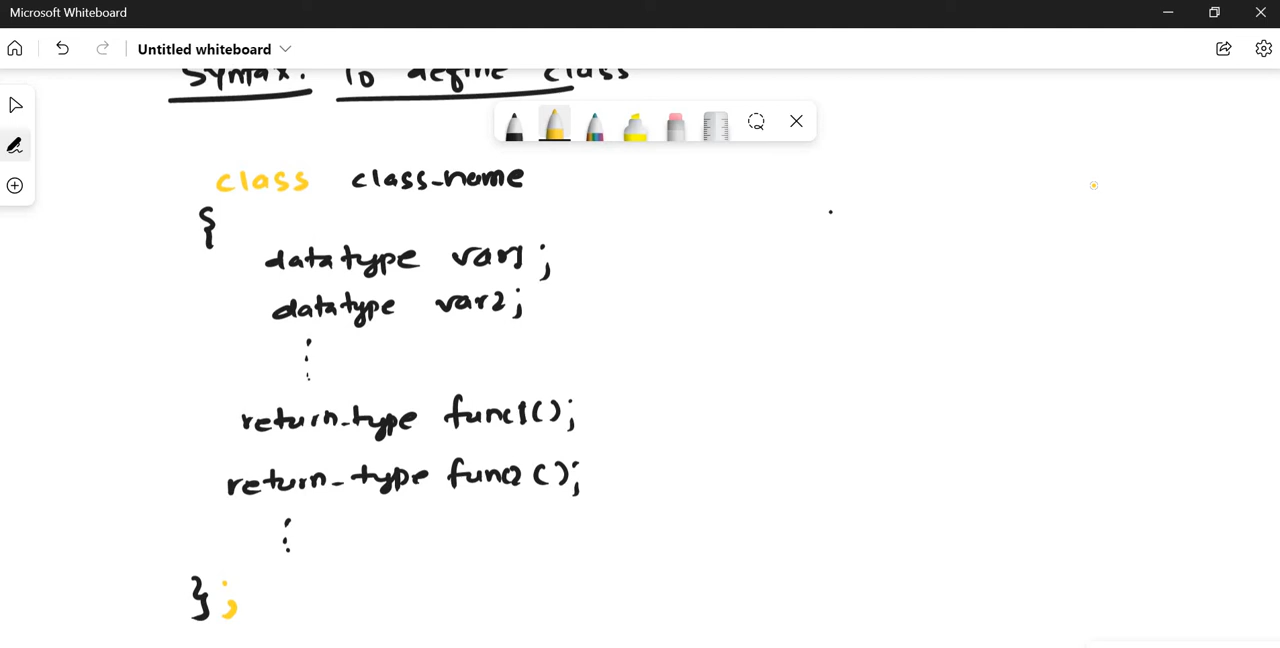 Microsoft Whiteboard
Untitled whiteboard
Syntax: To define class
class class_name
{
datatype var1;
datatype var2;
⋮
return_type func1();
return_type func2();
⋮
};